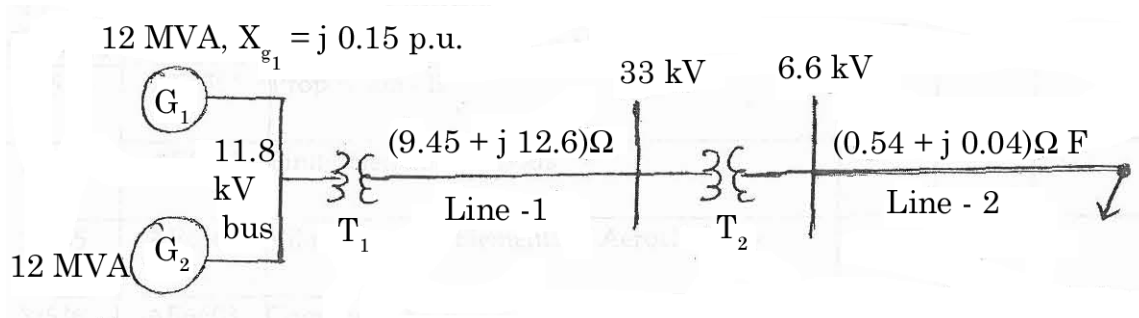 12 MVA, Xg1 = j 0.15 p.u.
33 kV
6.6 kV
G1
11.8
kV
bus
(9.45 + j 12.6)Ω
(0.54 + j 0.04)Ω F
Line -1
Line - 2
T1
T2
G2
12 MVA